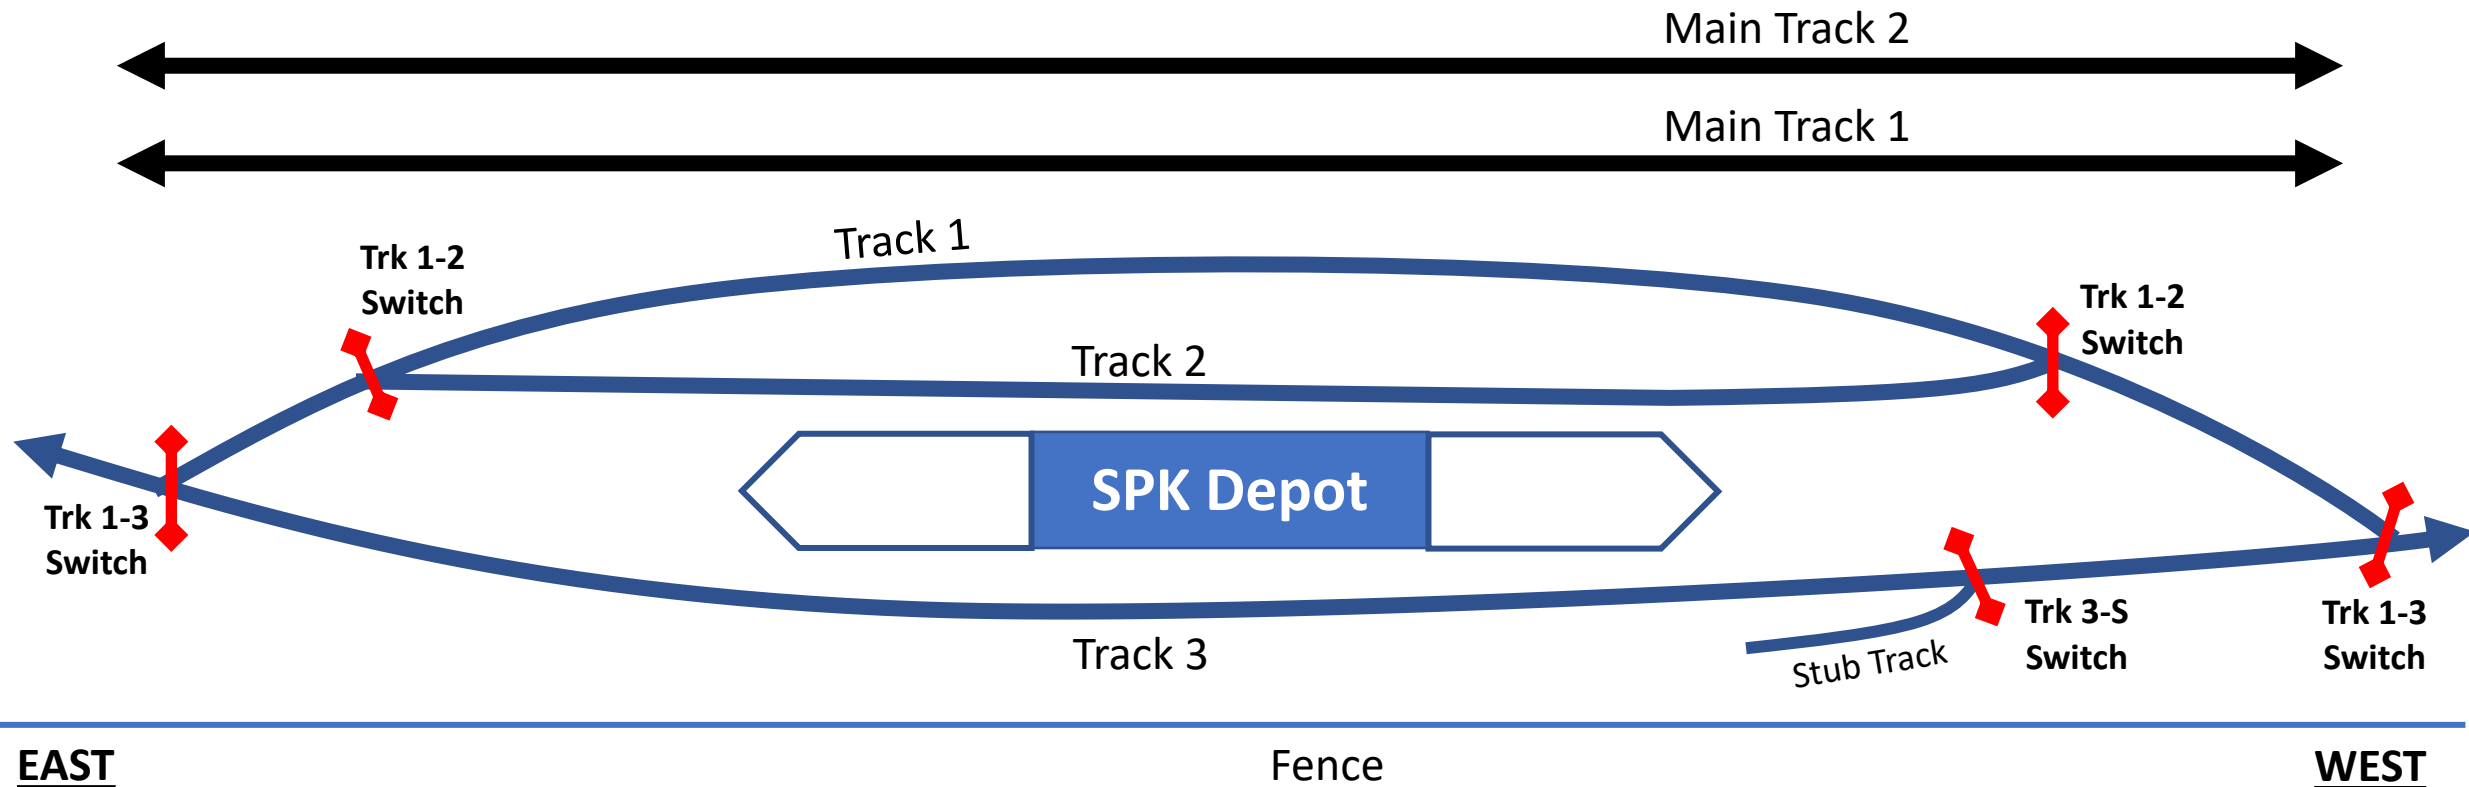 Main Track 2
Main Track 1
Track 1
Trk 1-2
Switch
Trk 1-2
Switch
Track 2
SPK Depot
Trk 1-3
Switch
Trk 3-S
Switch
Trk 1-3
Switch
Track 3
Stub Track
EAST
Fence
WEST